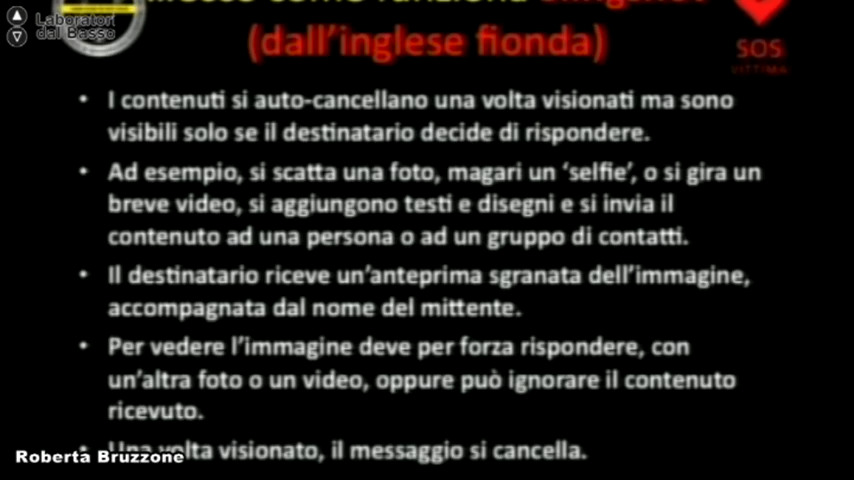 Laboratori
dal Basso
(dall'inglese fionda)
SOS
VITTIMA
• I contenuti si auto-cancellano una volta visionati ma sono
visibili solo se il destinatario decide di rispondere.
• Ad esempio, si scatta una foto, magari un 'selfie', o si gira un
breve video, si aggiungono testi e disegni e si invia il
contenuto ad una persona o ad un gruppo di contatti.
• Il destinatario riceve un'anteprima sgranata dell'immagine,
accompagnata dal nome del mittente.
• Per vedere l'immagine deve per forza rispondere, con
un'altra foto o un video, oppure può ignorare il contenuto
ricevuto.
• Una volta visionato, il messaggio si cancella.
Roberta Bruzzone